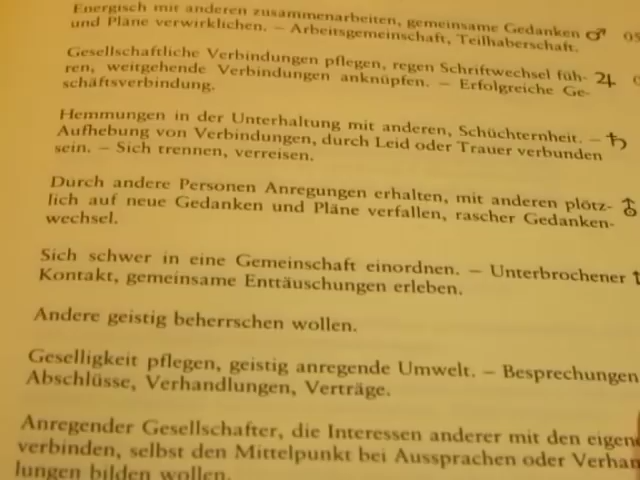 Energisch mit anderen zusammenarbeiten, gemeinsame Gedanken ♂ 05
und Pläne verwirklichen. – Arbeitsgemeinschaft, Teilhaberschaft.
Gesellschaftliche Verbindungen pflegen, regen Schriftwechsel füh- ♃
ren, weitgehende Verbindungen anknüpfen. – Erfolgreiche Ge-
schäftsverbindung.
Hemmungen in der Unterhaltung mit anderen, Schüchternheit. – ♄
Aufhebung von Verbindungen, durch Leid oder Trauer verbunden
sein. – Sich trennen, verreisen.
Durch andere Personen Anregungen erhalten, mit anderen plötz- ⛢
lich auf neue Gedanken und Pläne verfallen, rascher Gedanken-
wechsel.
Sich schwer in eine Gemeinschaft einordnen. – Unterbrochener
Kontakt, gemeinsame Enttäuschungen erleben.
Andere geistig beherrschen wollen.
Geselligkeit pflegen, geistig anregende Umwelt. – Besprechungen
Abschlüsse, Verhandlungen, Verträge.
Anregender Gesellschafter, die Interessen anderer mit den eigene
verbinden, selbst den Mittelpunkt bei Aussprachen oder Verhan
lungen bilden wollen.